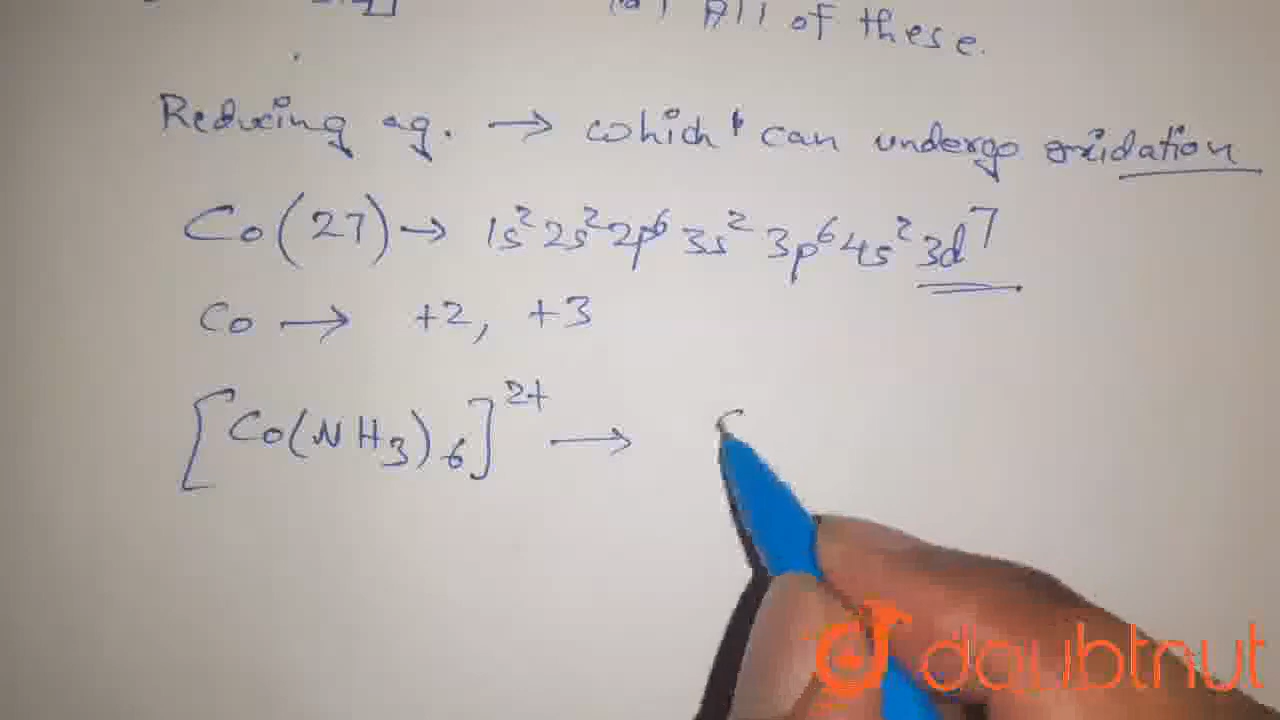 (d) All of these.
Reducing ag. → which can undergo oxidation
Co(27) → 1s² 2s² 2p⁶ 3s² 3p⁶ 4s² 3d⁷
Co → +2, +3
[Co(NH₃)₆]²⁺ →
doubtnut